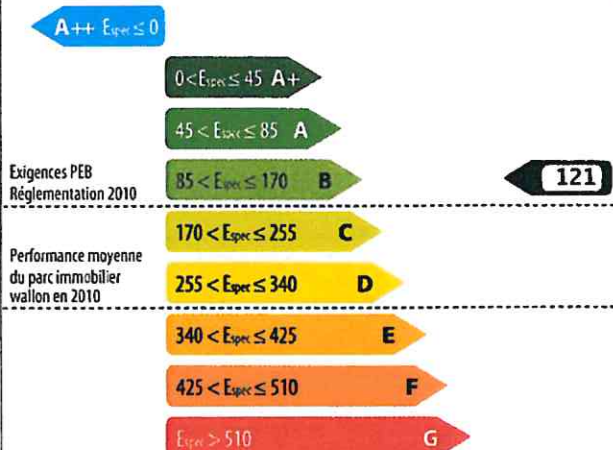 A++ Espec ≤ 0
0 < Espec ≤ 45 A+
45 < Espec ≤ 85 A
Exigences PEB
Réglementation 2010
85 < Espec ≤ 170 B
121
170 < Espec ≤ 255 C
Performance moyenne
du parc immobilier
wallon en 2010
255 < Espec ≤ 340 D
340 < Espec ≤ 425 E
425 < Espec ≤ 510 F
Espec > 510 G